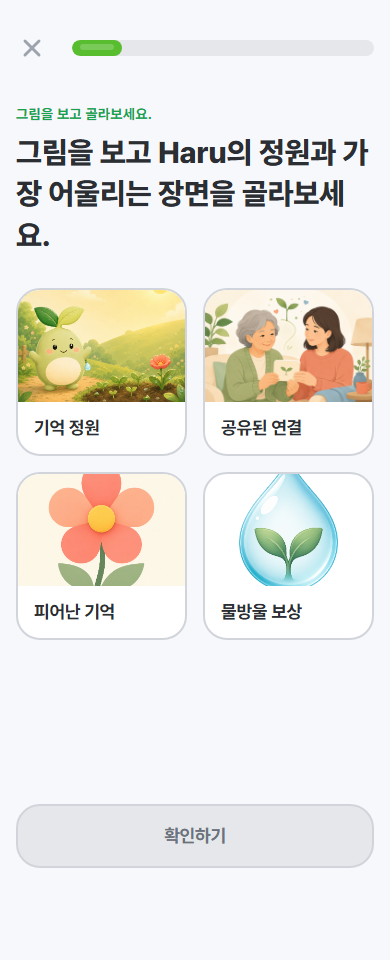 그림을 보고 골라보세요.
그림을 보고 Haru의 정원과 가
장 어울리는 장면을 골라보세
요.
기억 정원
공유된 연결
피어난 기억
물방울 보상
확인하기